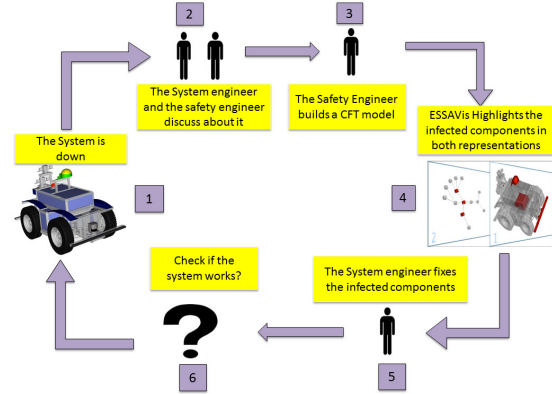 2
3
The System engineer
and the safety engineer
discuss about it
The Safety Engineer
builds a CFT model
ESSAVis Highlights the
infected components in
both representations
The System is
down
1
4
2
1
Check if the
system works?
The System engineer fixes
the infected components
6
5